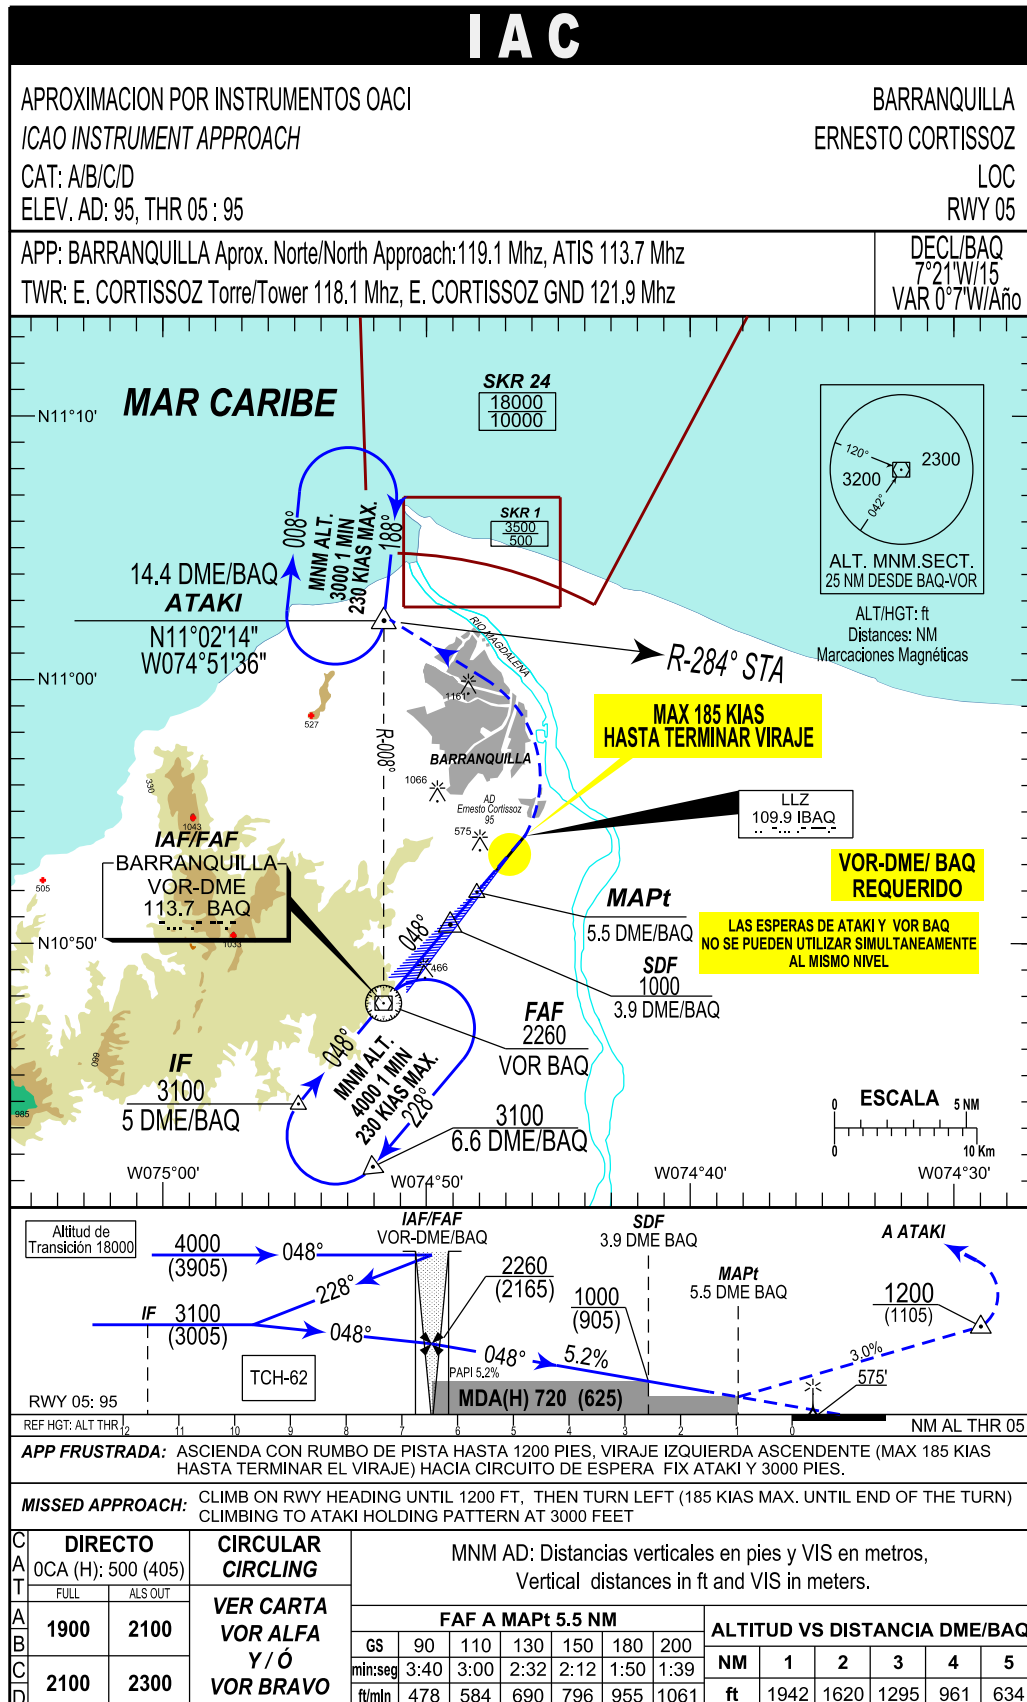 IAC
APROXIMACION POR INSTRUMENTOS OACI
ICAO INSTRUMENT APPROACH
CAT: A/B/C/D
ELEV. AD: 95, THR 05 : 95
BARRANQUILLA
ERNESTO CORTISSOZ
LOC
RWY 05
APP: BARRANQUILLA Aprox. Norte/North Approach:119.1 Mhz, ATIS 113.7 Mhz
TWR: E. CORTISSOZ Torre/Tower 118.1 Mhz, E. CORTISSOZ GND 121.9 Mhz
DECL/BAQ
7°21'W/15
VAR 0°7'W/Año
MAR CARIBE
SKR 24
18000
10000
N11°10'
120°
2300
3200
042°
ALT. MNM.SECT.
25 NM DESDE BAQ-VOR
ALT/HGT: ft
Distances: NM
Marcaciones Magnéticas
008°
MNM ALT.
3000 1 MIN
230 KIAS MAX.
188°
SKR 1
3500
500
14.4 DME/BAQ
ATAKI
N11°02'14"
W074°51'36"
RIO MAGDALENA
R-284° STA
N11°00'
1161
527
MAX 185 KIAS
HASTA TERMINAR VIRAJE
R-008°
BARRANQUILLA
1066
330
AD
Ernesto Cortissoz
95
575
LLZ
109.9 IBAQ
1043
IAF/FAF
BARRANQUILLA
VOR-DME
113.7 BAQ
505
1033
VOR-DME/ BAQ
REQUERIDO
MAPt
5.5 DME/BAQ
LAS ESPERAS DE ATAKI Y VOR BAQ
NO SE PUEDEN UTILIZAR SIMULTANEAMENTE
AL MISMO NIVEL
N10°50'
048°
466
SDF
1000
3.9 DME/BAQ
FAF
2260
VOR BAQ
048°
660
IF
3100
5 DME/BAQ
985
MNM ALT.
4000 1 MIN
230 KIAS MAX.
228°
3100
6.6 DME/BAQ
ESCALA
0 5 NM
0 10 Km
W075°00'
W074°50'
W074°40'
W074°30'
Altitud de
Transición 18000
4000
(3905)
048°
IAF/FAF
VOR-DME/BAQ
SDF
3.9 DME BAQ
A ATAKI
228°
2260
(2165)
MAPt
5.5 DME BAQ
IF 3100
(3005)
048°
1000
(905)
1200
(1105)
048° 5.2%
3.0%
TCH-62
PAPI 5.2%
MDA(H) 720 (625)
575'
RWY 05: 95
REF HGT: ALT THR 12 11 10 9 8 7 6 5 4 3 2 1 0 NM AL THR 05
APP FRUSTRADA: ASCIENDA CON RUMBO DE PISTA HASTA 1200 PIES, VIRAJE IZQUIERDA ASCENDENTE (MAX 185 KIAS
HASTA TERMINAR EL VIRAJE) HACIA CIRCUITO DE ESPERA FIX ATAKI Y 3000 PIES.
MISSED APPROACH: CLIMB ON RWY HEADING UNTIL 1200 FT, THEN TURN LEFT (185 KIAS MAX. UNTIL END OF THE TURN)
CLIMBING TO ATAKI HOLDING PATTERN AT 3000 FEET
CAT
DIRECTO
0CA (H): 500 (405)
FULL ALS OUT
A
B
1900 2100
C
D
2100 2300
CIRCULAR
CIRCLING
VER CARTA
VOR ALFA
Y / Ó
VOR BRAVO
MNM AD: Distancias verticales en pies y VIS en metros,
Vertical distances in ft and VIS in meters.
FAF A MAPt 5.5 NM
GS 90 110 130 150 180 200
min:seg 3:40 3:00 2:32 2:12 1:50 1:39
ft/min 478 584 690 796 955 1061
ALTITUD VS DISTANCIA DME/BAQ
NM 1 2 3 4 5
ft 1942 1620 1295 961 634